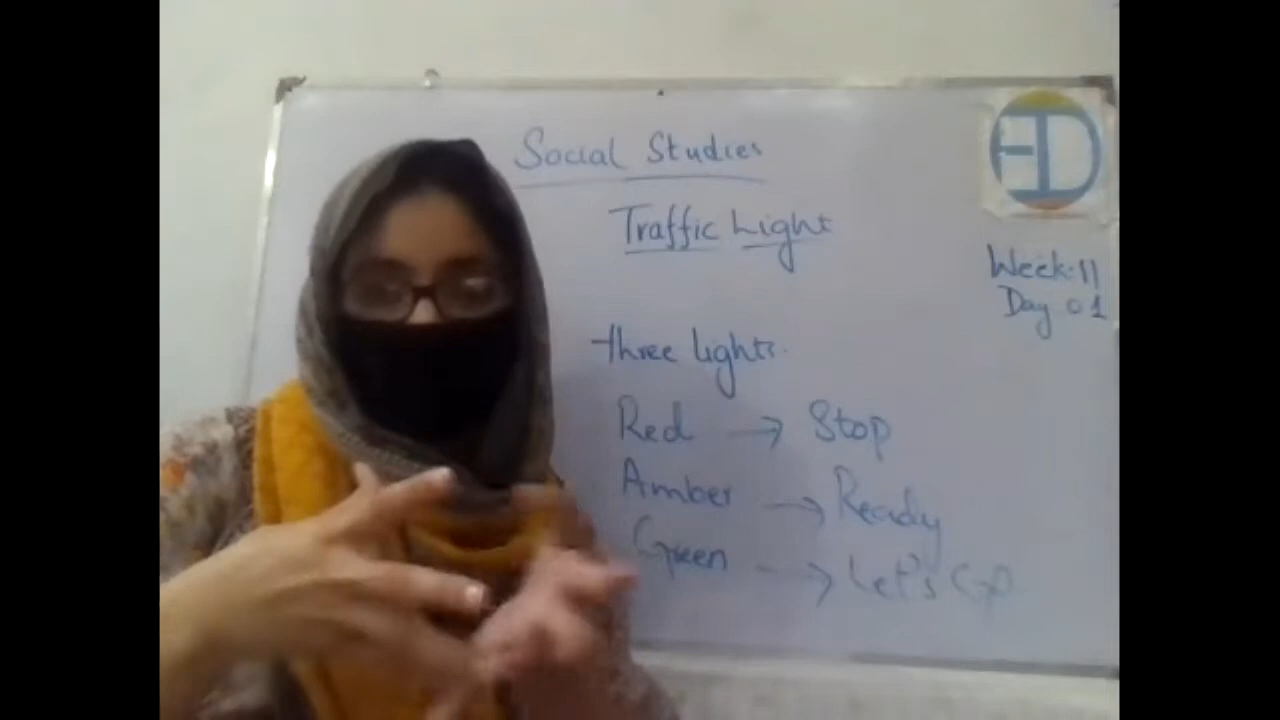 Social Studies
Traffic Light
Week:11
Day 01
three lights.
Red → Stop
Amber → Ready
Green → Let's Go